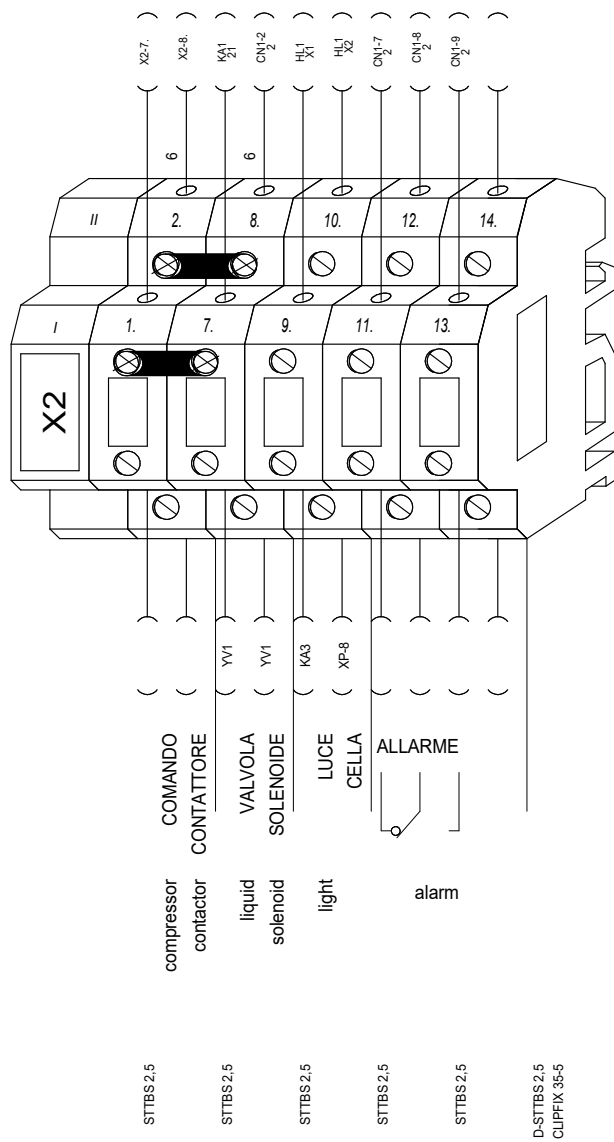 X2-7.
X2-8.
KA1
21
CN1-2
2
HL1
X1
HL1
X2
CN1-7
2
CN1-8
2
CN1-9
2
6
6
II
2.
8.
10.
12.
14.
I
1.
7.
9.
11.
13.
X2
YV1
YV1
KA3
XP-8
COMANDO
CONTATTORE
VALVOLA
SOLENOIDE
LUCE
CELLA
ALLARME
compressor
contactor
liquid
solenoid
light
alarm
STTBS 2,5
STTBS 2,5
STTBS 2,5
STTBS 2,5
STTBS 2,5
D-STTBS 2,5
CLIPFIX 35-5